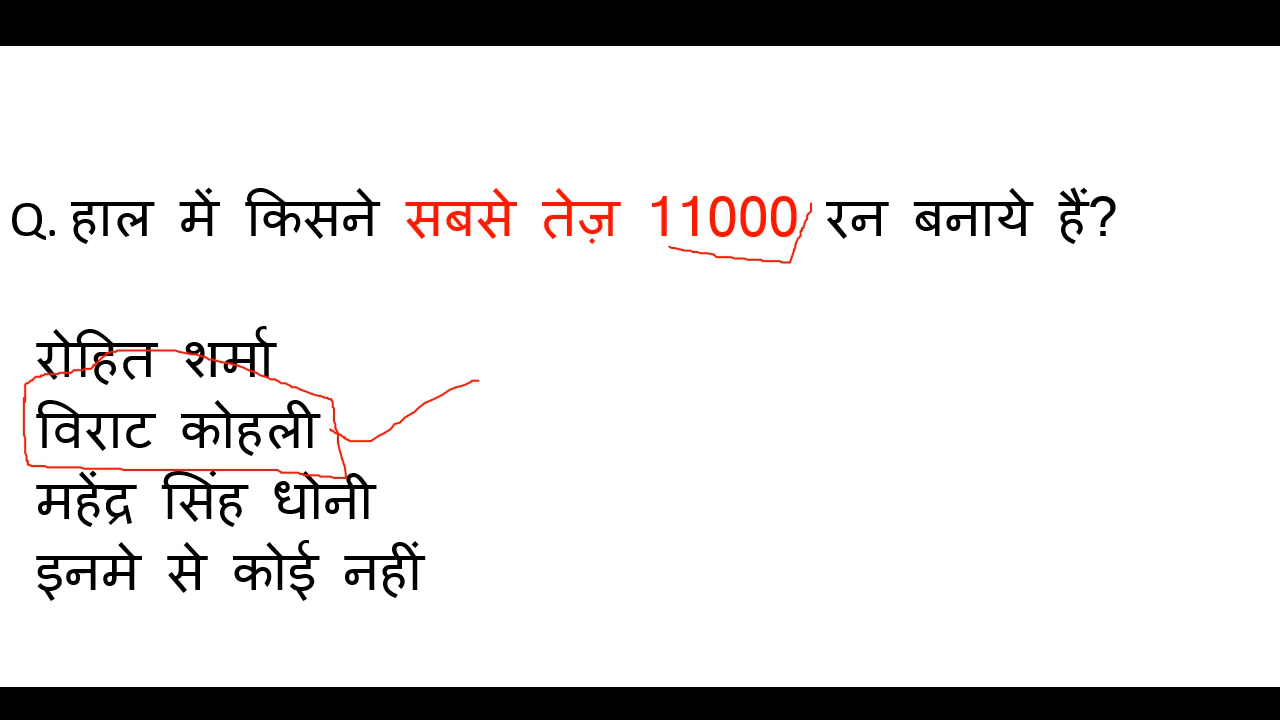 Q. हाल में किसने सबसे तेज़ 11000 रन बनाये हैं?
रोहित शर्मा
विराट कोहली
महेंद्र सिंह धोनी
इनमे से कोई नहीं